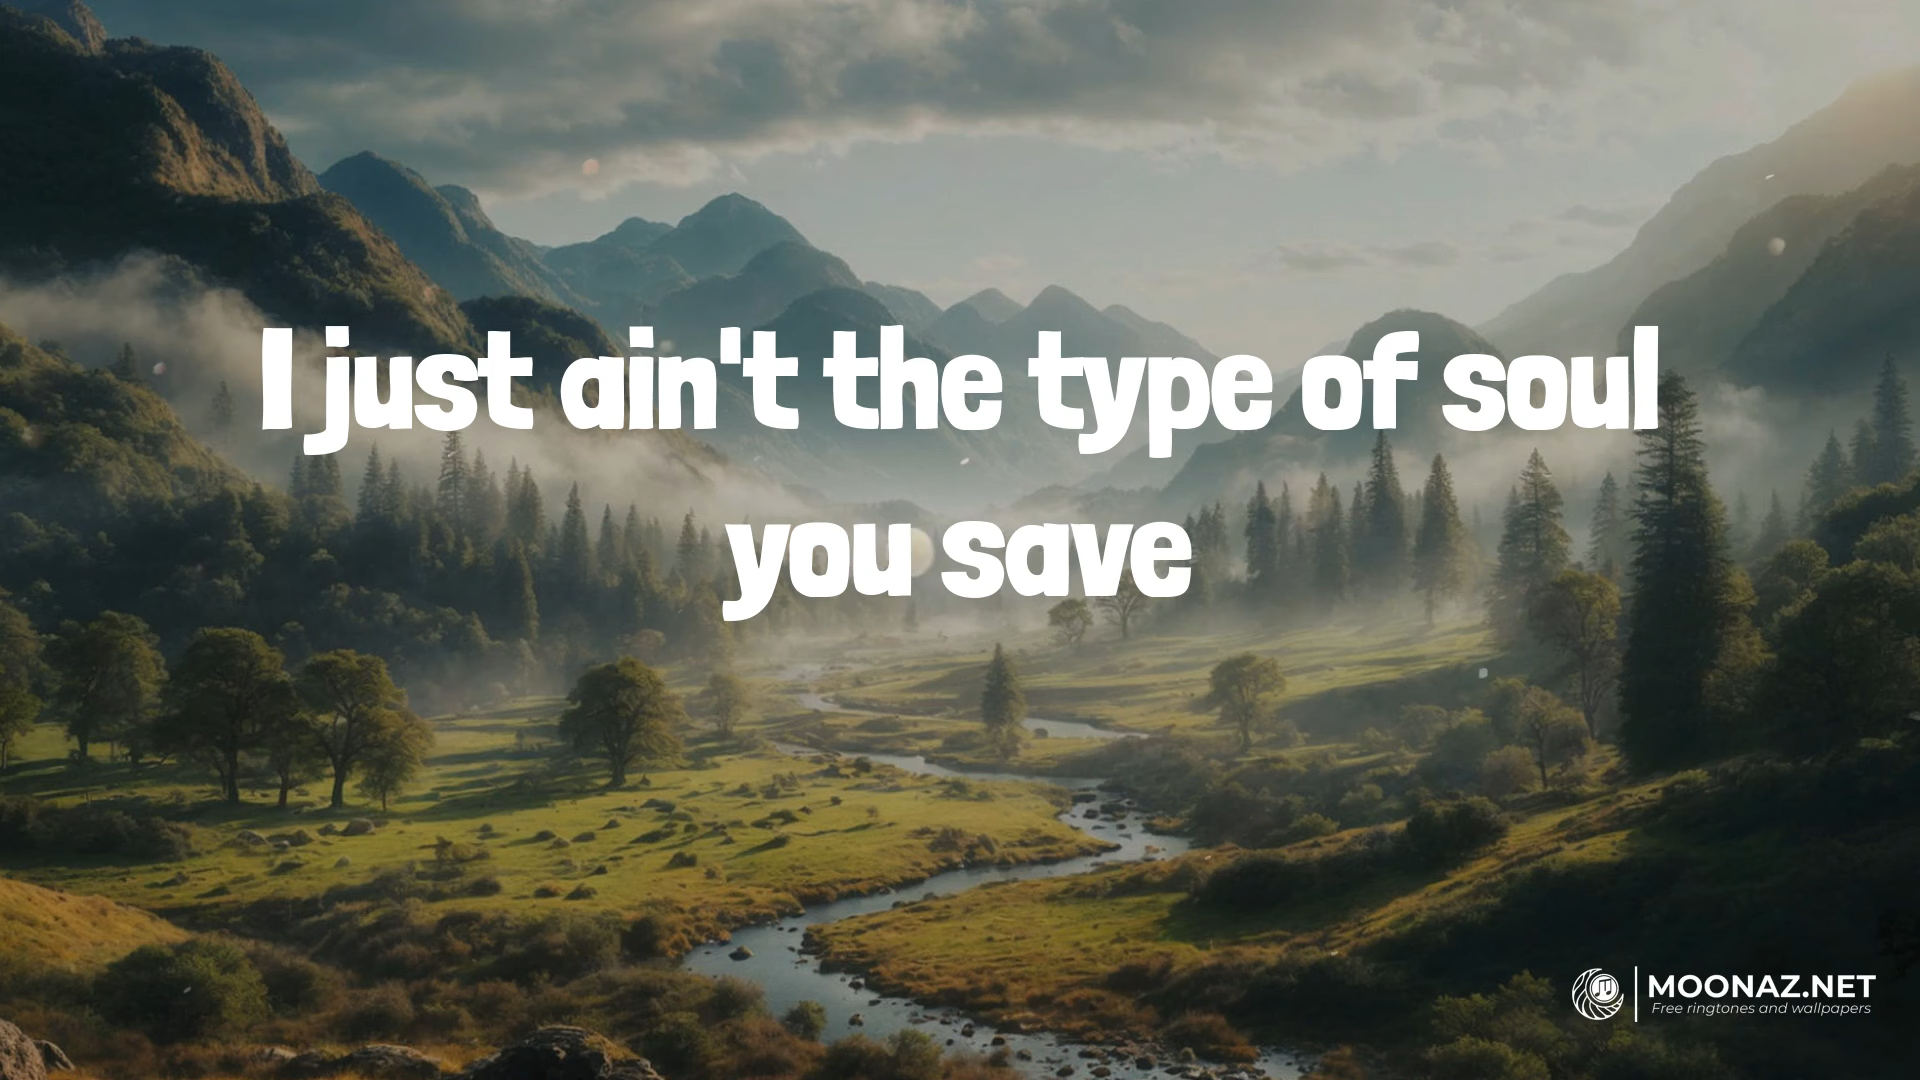 I just ain't the type of soul
you save
MOONAZ.NET
Free ringtones and wallpapers